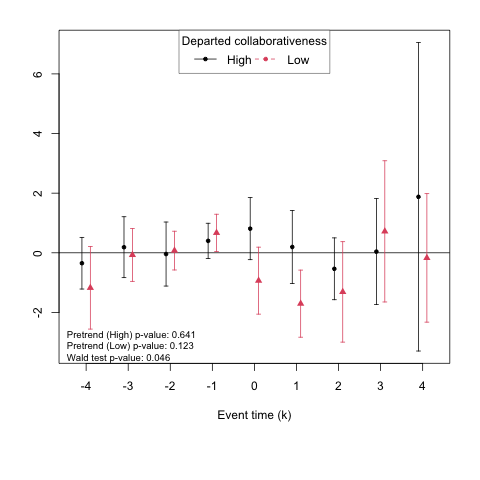 Departed collaborativeness
High Low
6
4
2
0
-2
Pretrend (High) p-value: 0.641
Pretrend (Low) p-value: 0.123
Wald test p-value: 0.046
-4 -3 -2 -1 0 1 2 3 4
Event time (k)